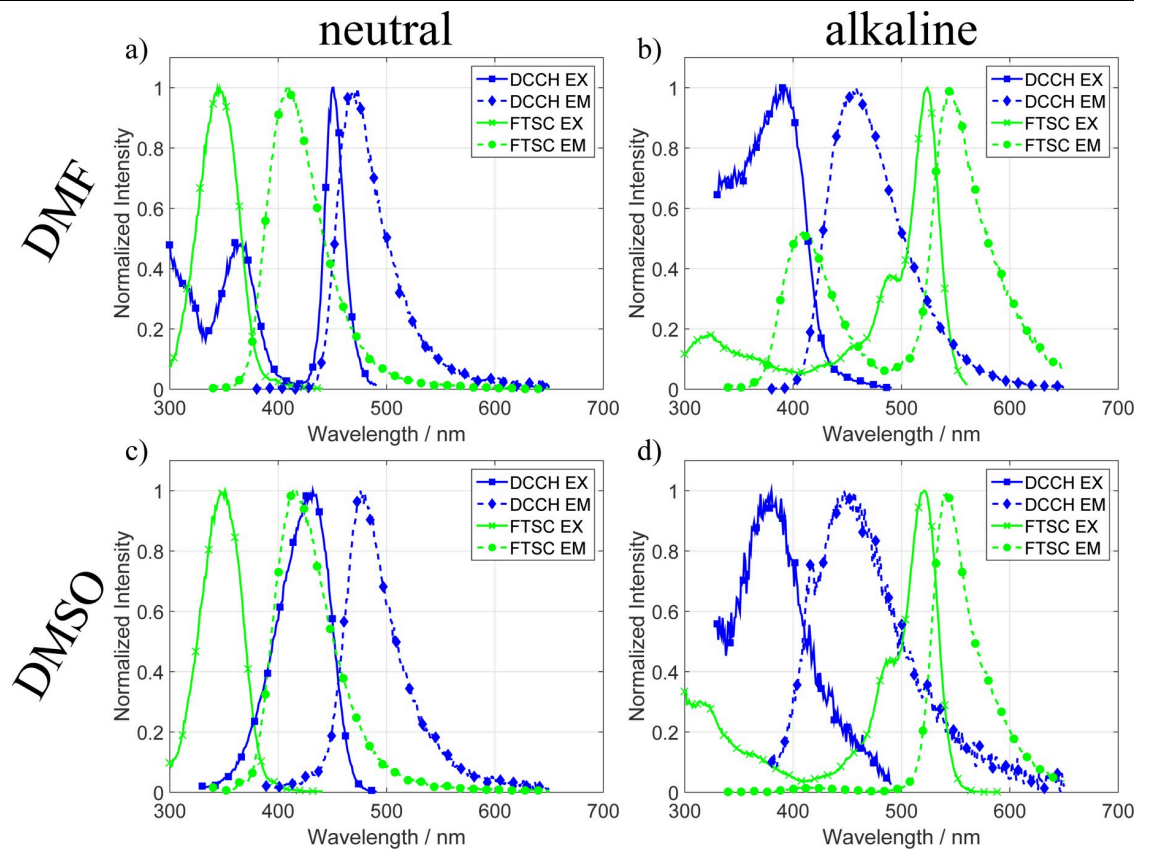 neutral
alkaline
DMF
DMSO
a)
DCCH EX
DCCH EM
FTSC EX
FTSC EM
Normalized Intensity
1
0.8
0.6
0.4
0.2
0
300 400 500 600 700
Wavelength / nm
b)
DCCH EX
DCCH EM
FTSC EX
FTSC EM
Normalized Intensity
1
0.8
0.6
0.4
0.2
0
300 400 500 600 700
Wavelength / nm
c)
DCCH EX
DCCH EM
FTSC EX
FTSC EM
Normalized Intensity
1
0.8
0.6
0.4
0.2
0
300 400 500 600 700
Wavelength / nm
d)
DCCH EX
DCCH EM
FTSC EX
FTSC EM
Normalized Intensity
1
0.8
0.6
0.4
0.2
0
300 400 500 600 700
Wavelength / nm